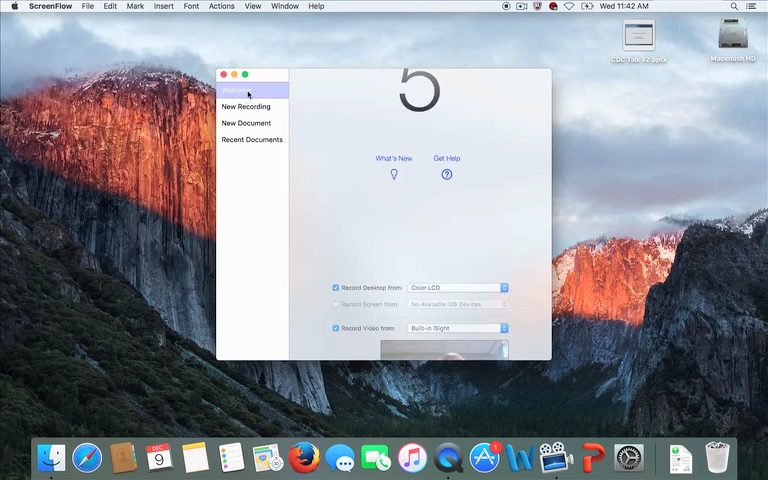 ScreenFlow File Edit Mark Insert Font Actions View Window Help Wed 11:42 AM
CDC Talk V2.pptx
Macintosh HD
5
Welcome
New Recording
New Document
Recent Documents
What's New Get Help
?
Record Desktop from: Color LCD
Record Screen from: No Available iOS Devices
Record Video from: Built-in iSight
DEC
9
1